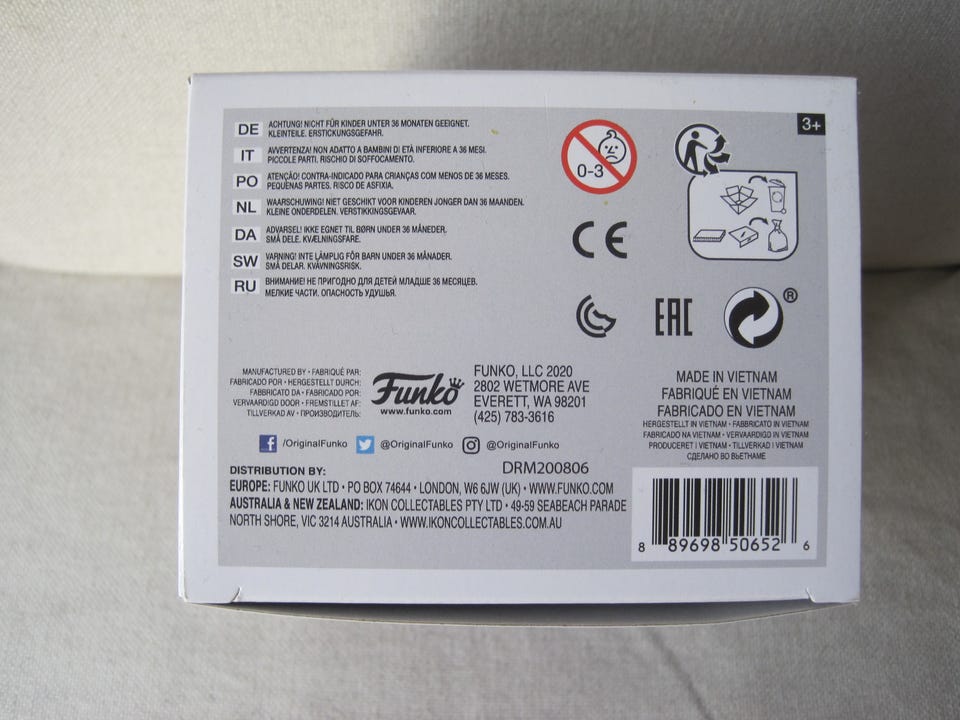 3+
DE ACHTUNG! NICHT FÜR KINDER UNTER 36 MONATEN GEEIGNET.
KLEINTEILE. ERSTICKUNGSGEFAHR.
IT AVVERTENZA! NON ADATTO A BAMBINI DI ETÀ INFERIORE A 36 MESI.
PICCOLE PARTI. RISCHIO DI SOFFOCAMENTO.
PO ATENÇÃO! CONTRA-INDICADO PARA CRIANÇAS COM MENOS DE 36 MESES.
PEQUENAS PARTES. RISCO DE ASFIXIA.
NL WAARSCHUWING! NIET GESCHIKT VOOR KINDEREN JONGER DAN 36 MAANDEN.
KLEINE ONDERDELEN. VERSTIKKINGSGEVAAR.
DA ADVARSEL! IKKE EGNET TIL BØRN UNDER 36 MÅNEDER.
SMÅ DELE. KVÆLNINGSFARE.
SW VARNING! INTE LÄMPLIG FÖR BARN UNDER 36 MÅNADER.
SMÅ DELAR. KVÄVNINGSRISK.
RU ВНИМАНИЕ! НЕ ПРИГОДНО ДЛЯ ДЕТЕЙ МЛАДШЕ 36 МЕСЯЦЕВ.
МЕЛКИЕ ЧАСТИ. ОПАСНОСТЬ УДУШЬЯ.
0-3
CE
EAC
®
MANUFACTURED BY • FABRIQUÉ PAR:
FABRICADO POR • HERGESTELLT DURCH:
FABBRICATO DA • FABRICADO POR:
VERVAARDIGD DOOR • FREMSTILLET AF:
TILLVERKAD AV • ПРОИЗВОДИТЕЛЬ:
Funko
www.funko.com
FUNKO, LLC 2020
2802 WETMORE AVE
EVERETT, WA 98201
(425) 783-3616
/OriginalFunko @OriginalFunko @OriginalFunko
DRM200806
DISTRIBUTION BY:
EUROPE: FUNKO UK LTD • PO BOX 74644 • LONDON, W6 6JW (UK) • WWW.FUNKO.COM
AUSTRALIA & NEW ZEALAND: IKON COLLECTABLES PTY LTD • 49-59 SEABEACH PARADE
NORTH SHORE, VIC 3214 AUSTRALIA • WWW.IKONCOLLECTABLES.COM.AU
MADE IN VIETNAM
FABRIQUÉ EN VIETNAM
FABRICADO EN VIETNAM
HERGESTELLT IN VIETNAM • FABBRICATO IN VIETNAM
FABRICADO NA VIETNAM • VERVAARDIGD IN VIETNAM
PRODUCERET I VIETNAM • TILLVERKAD I VIETNAM
СДЕЛАНО ВО ВЬЕТНАМЕ
8 89698 50652 6